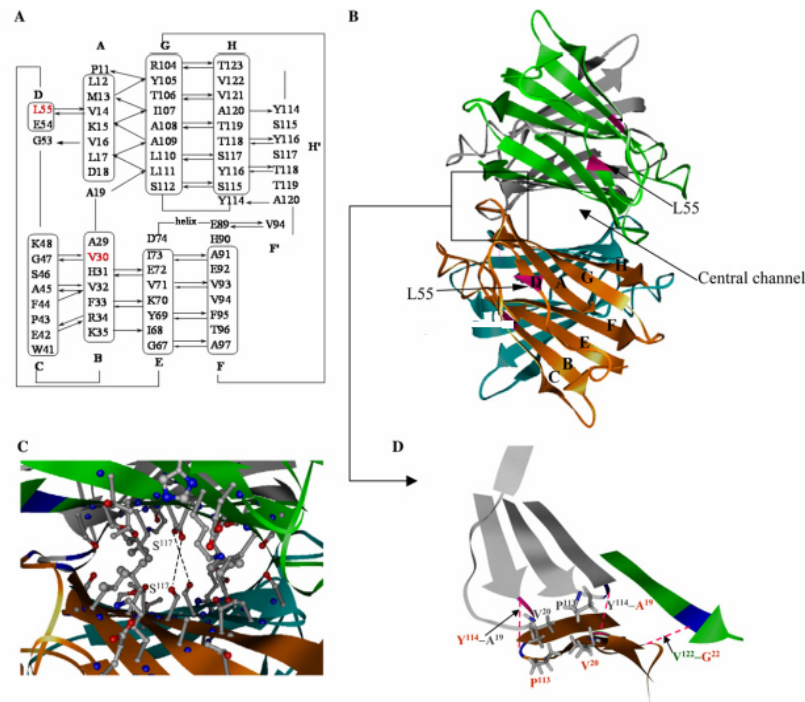 A
A G H
D
P11
L12
M13
V14
K15
V16
L17
D18
A19
L55
E54
G53
R104
Y105
T106
I107
A108
A109
L110
L111
S112
T123
V122
V121
A120
T119
T118
S117
Y116
S115
Y114
Y114
S115
Y116
S117
T118
T119
A120
H'
helix
E89
V94
F'
K48
G47
S46
A45
F44
P43
E42
W41
C
A29
V30
H31
V32
F33
R34
K35
B
D74
I73
E72
V71
K70
Y69
I68
G67
E
H90
A91
E92
V93
V94
F95
T96
A97
F
B
L55
Central channel
L55
D A G H
F
E
B
C
C
S117
S117
D
V20
P113
Y114–A19
Y114–A19
V20
P113
V122–G22